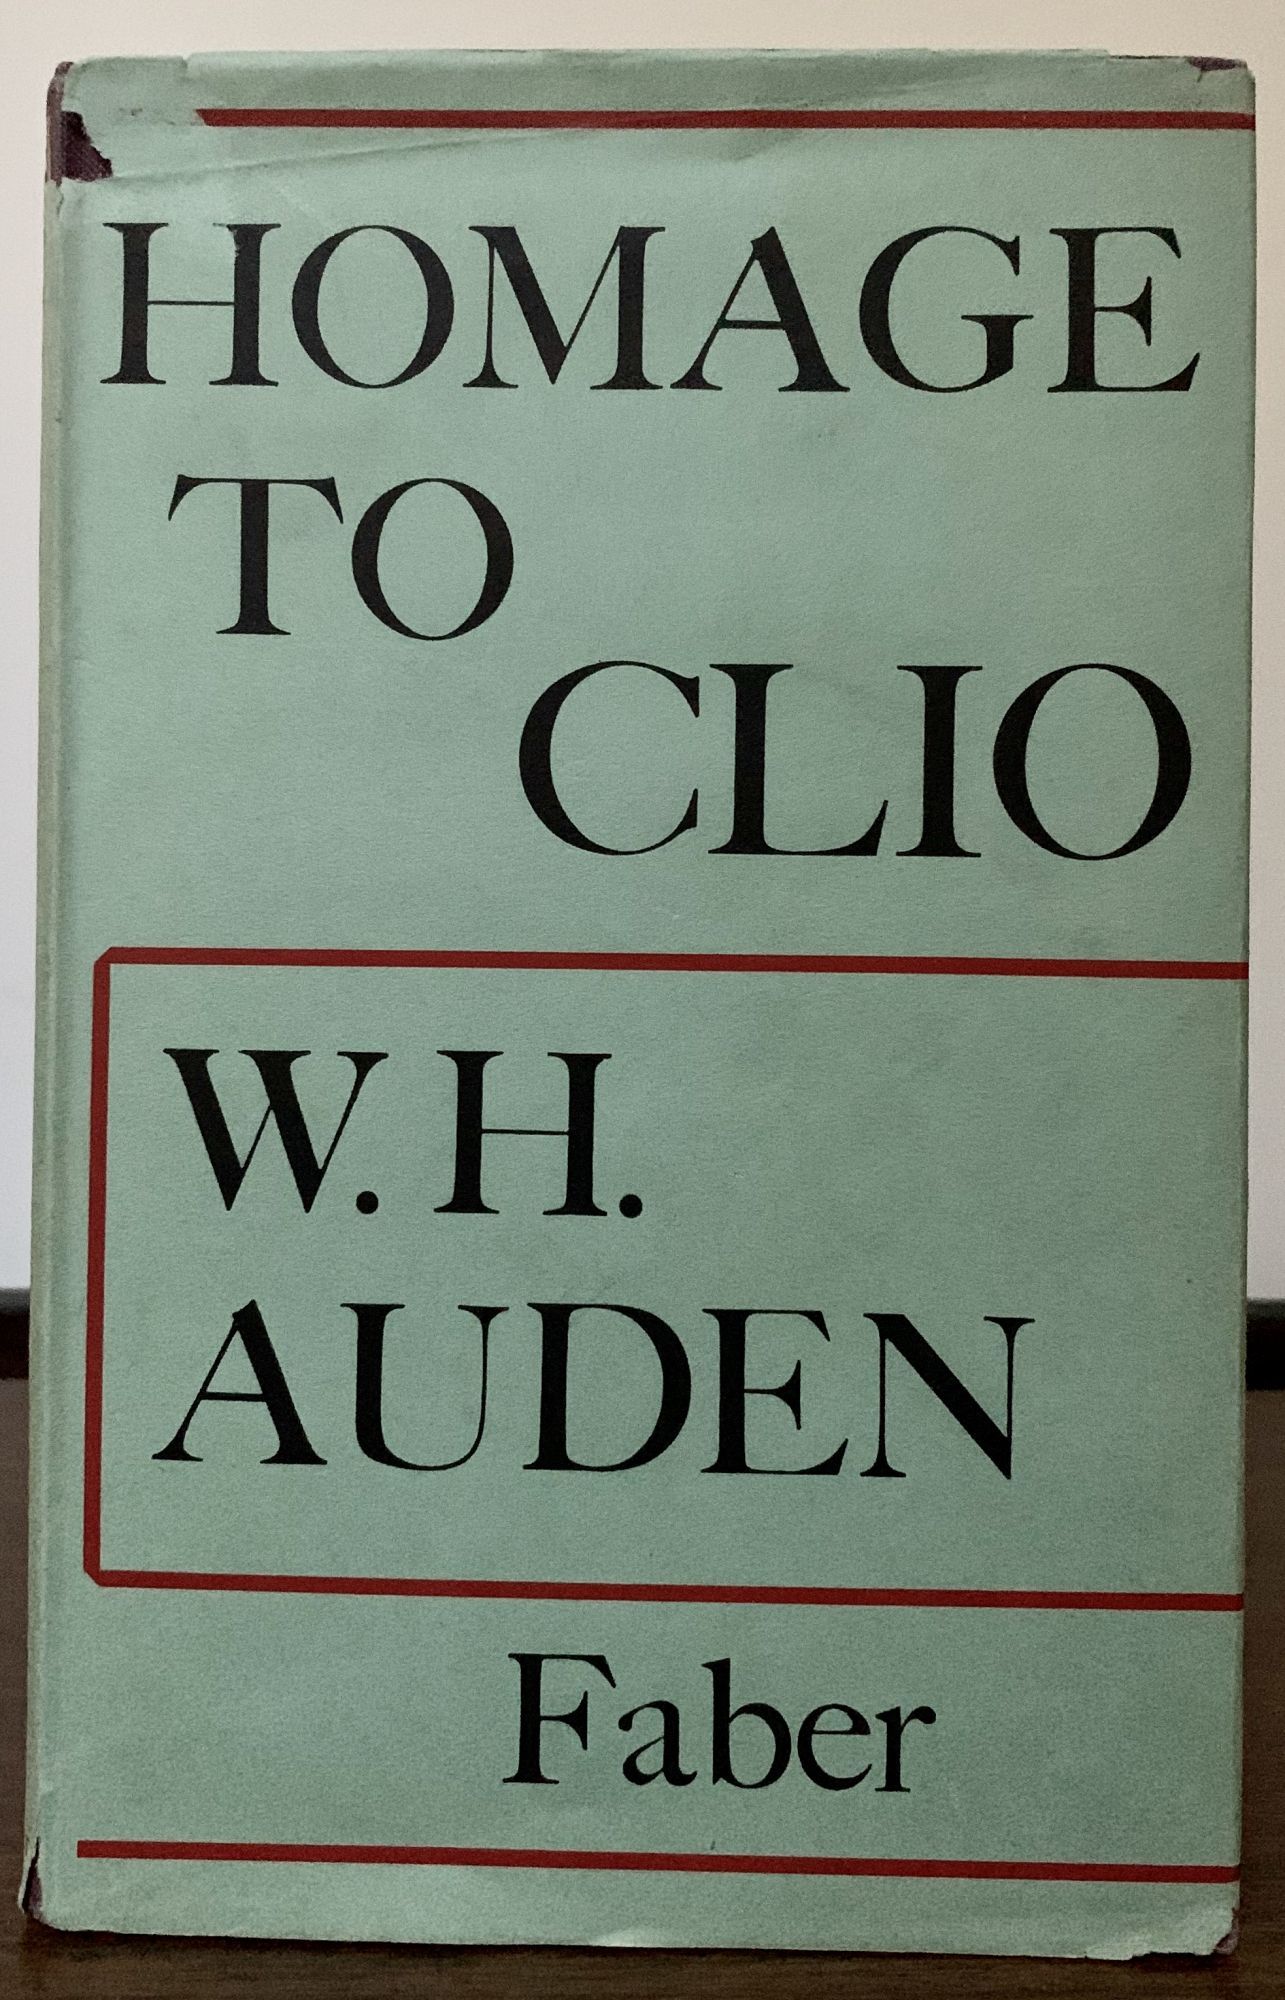 HOMAGE
TO
CLIO
W. H.
AUDEN
Faber